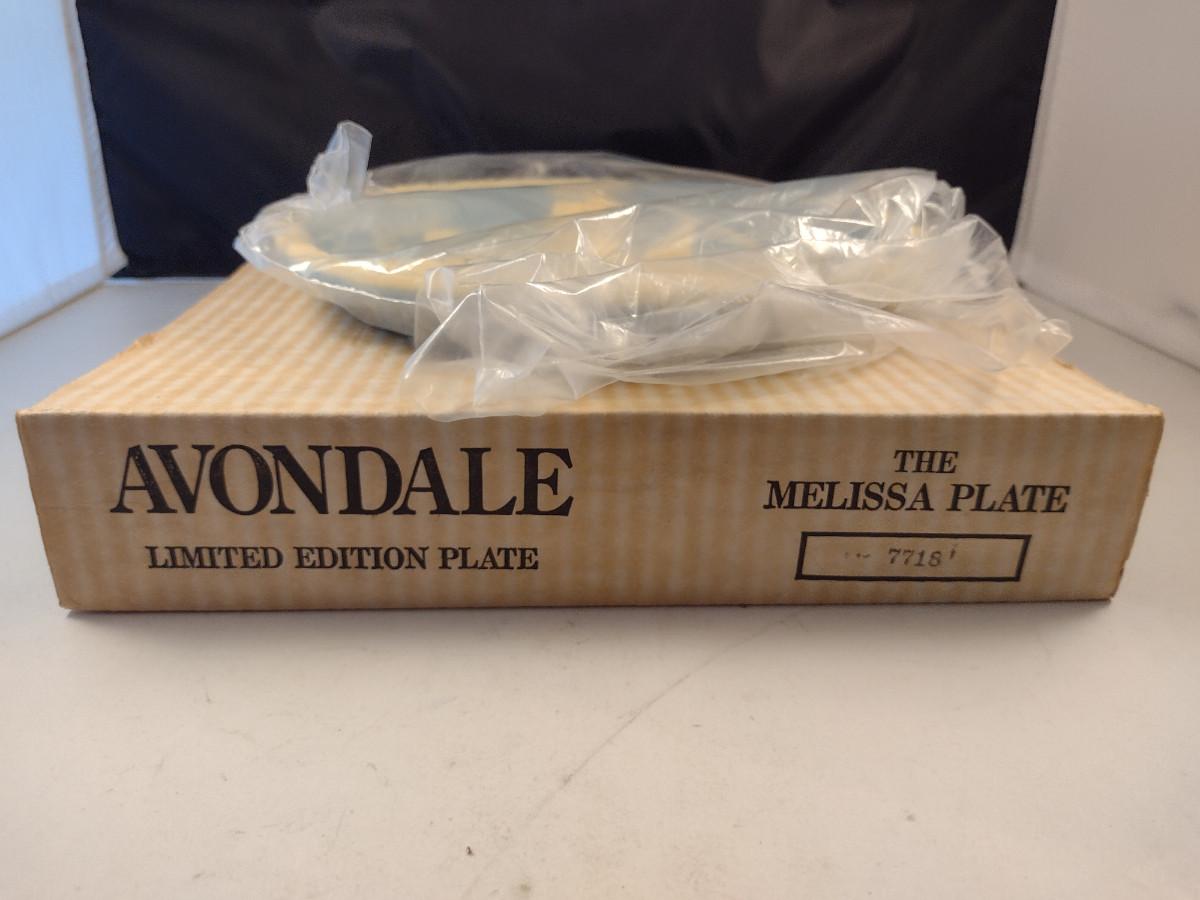 AVONDALE
LIMITED EDITION PLATE
THE
MELISSA PLATE
7718